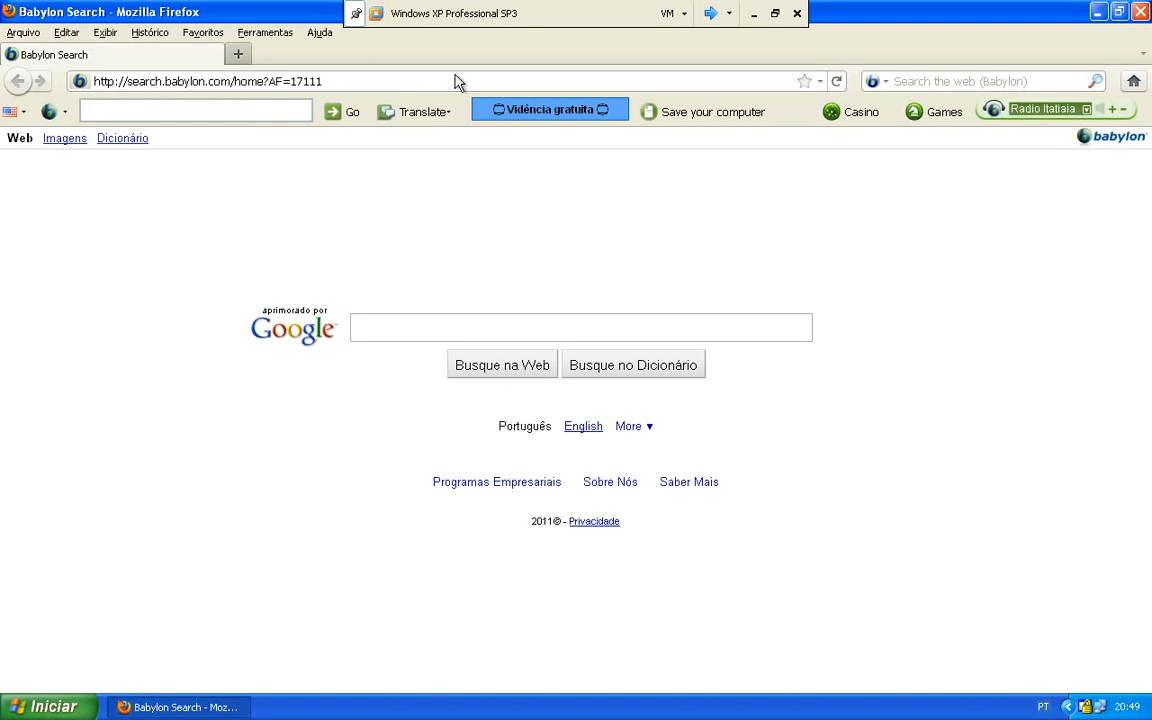 Babylon Search - Mozilla Firefox
Windows XP Professional SP3
VM
Arquivo Editar Exibir Histórico Favoritos Ferramentas Ajuda
Babylon Search
http://search.babylon.com/home?AF=17111
Search the web (Babylon)
Go
Translate
Vidência gratuita
Save your computer
Casino
Games
Radio Itatiaia
Web Imagens Dicionário
babylon
aprimorado por
Google™
Busque na Web
Busque no Dicionário
Português English More ▼
Programas Empresariais Sobre Nós Saber Mais
2011© - Privacidade
Iniciar
Babylon Search - Moz...
PT
20:49